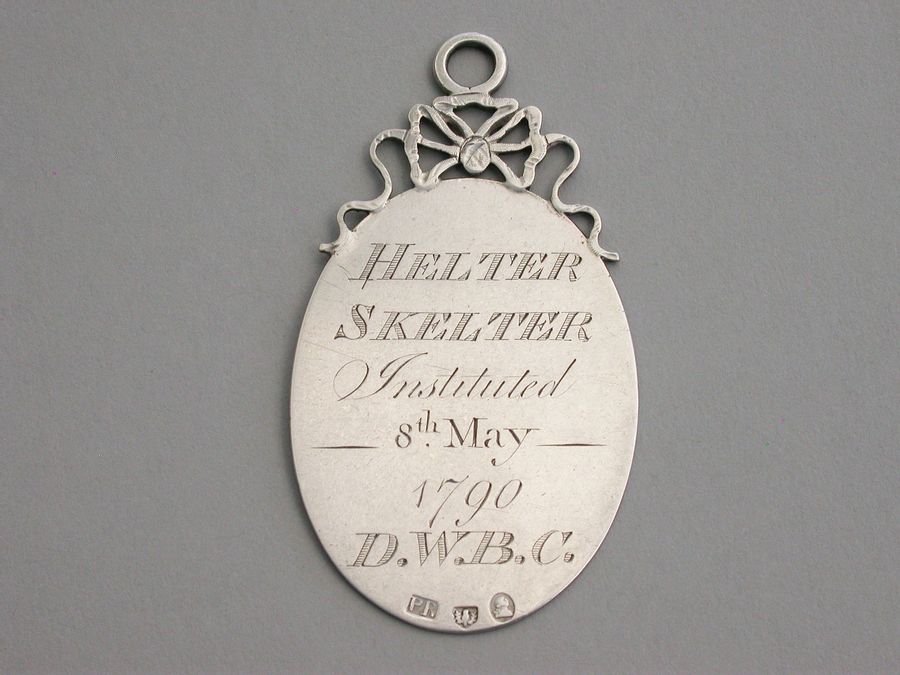 HELTER
SKELTER
Instituted
8th. May
1790
D.W.B.C.